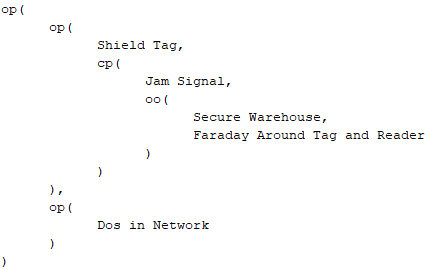 op(
op(
Shield Tag,
cp(
Jam Signal,
oo(
Secure Warehouse,
Faraday Around Tag and Reader
)
)
),
op(
Dos in Network
)
)